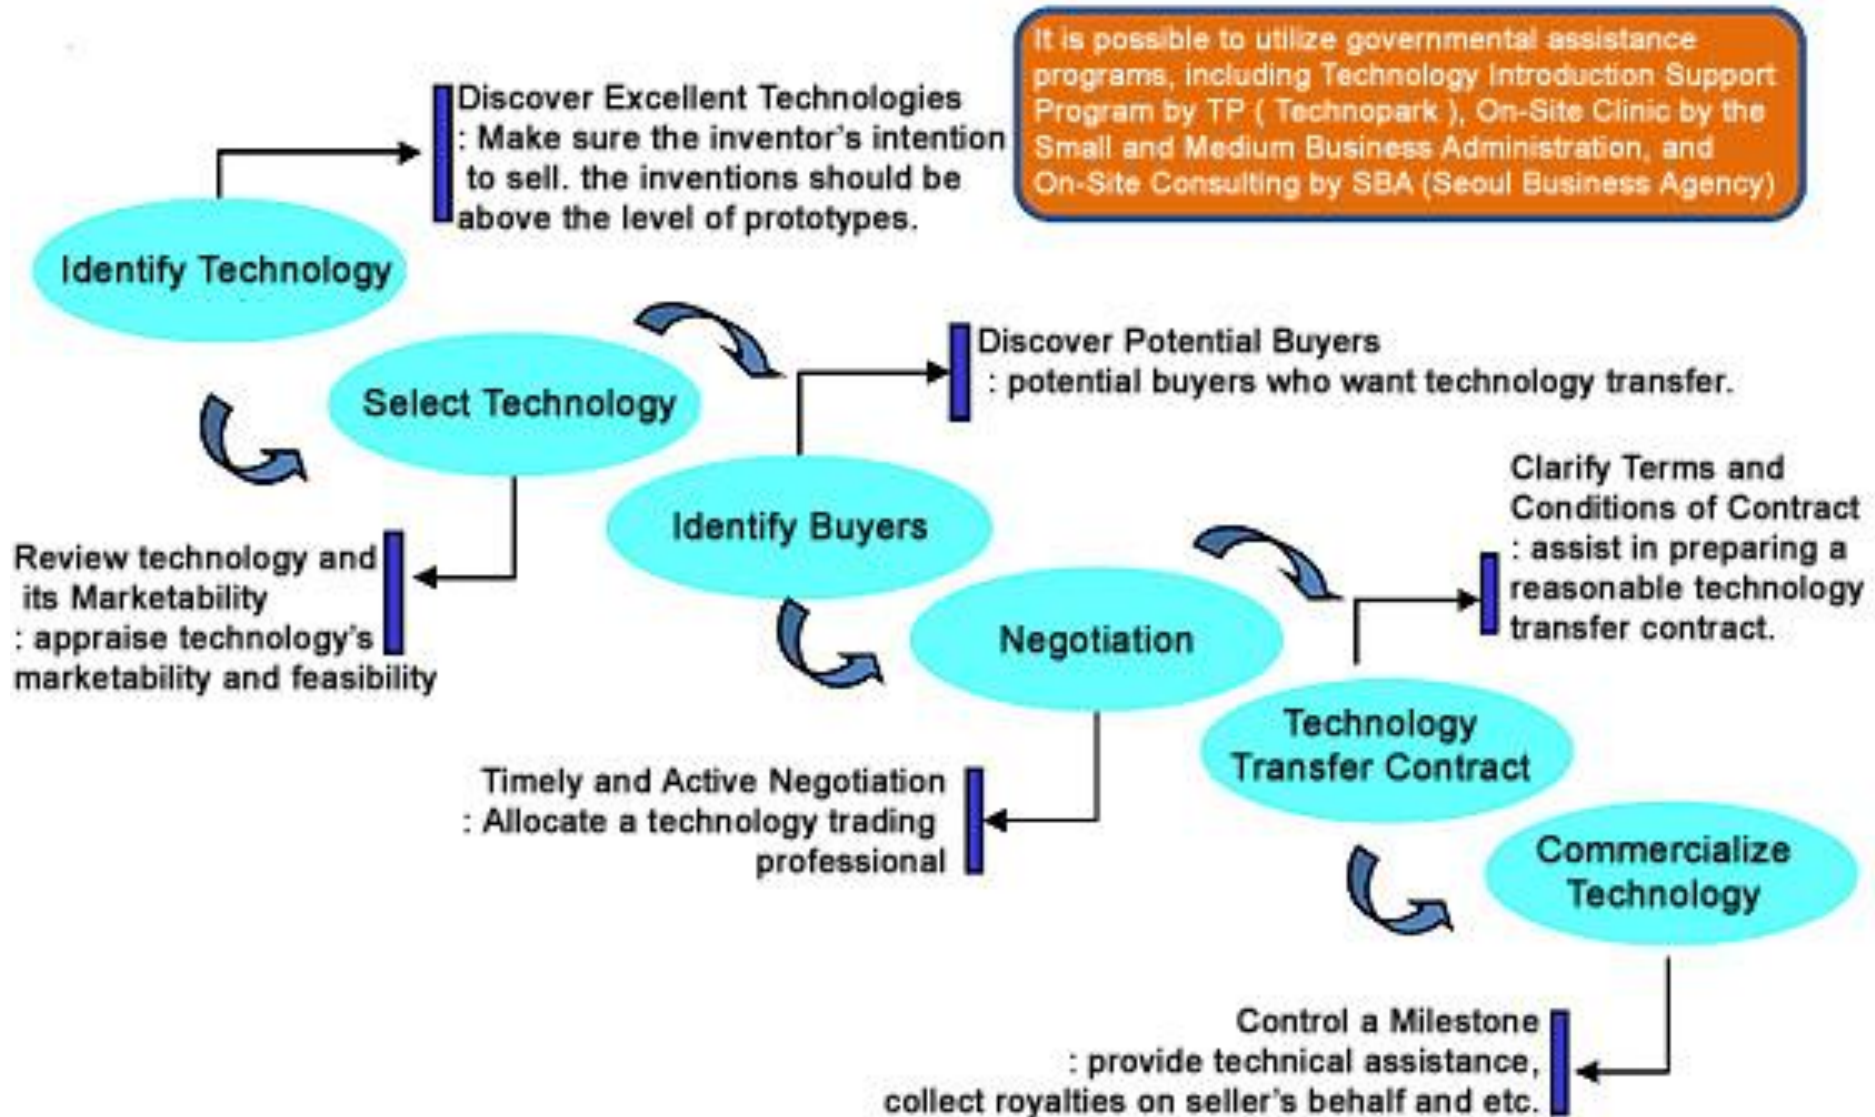 It is possible to utilize governmental assistance
programs, including Technology Introduction Support
Program by TP ( Technopark ), On-Site Clinic by the
Small and Medium Business Administration, and
On-Site Consulting by SBA (Seoul Business Agency)
Discover Excellent Technologies
: Make sure the inventor's intention
to sell. the inventions should be
above the level of prototypes.
Identify Technology
Select Technology
Review technology and
its Marketability
: appraise technology's
marketability and feasibility
Discover Potential Buyers
: potential buyers who want technology transfer.
Identify Buyers
Negotiation
Timely and Active Negotiation
: Allocate a technology trading
professional
Clarify Terms and
Conditions of Contract
: assist in preparing a
reasonable technology
transfer contract.
Technology
Transfer Contract
Commercialize
Technology
Control a Milestone
: provide technical assistance,
collect royalties on seller's behalf and etc.